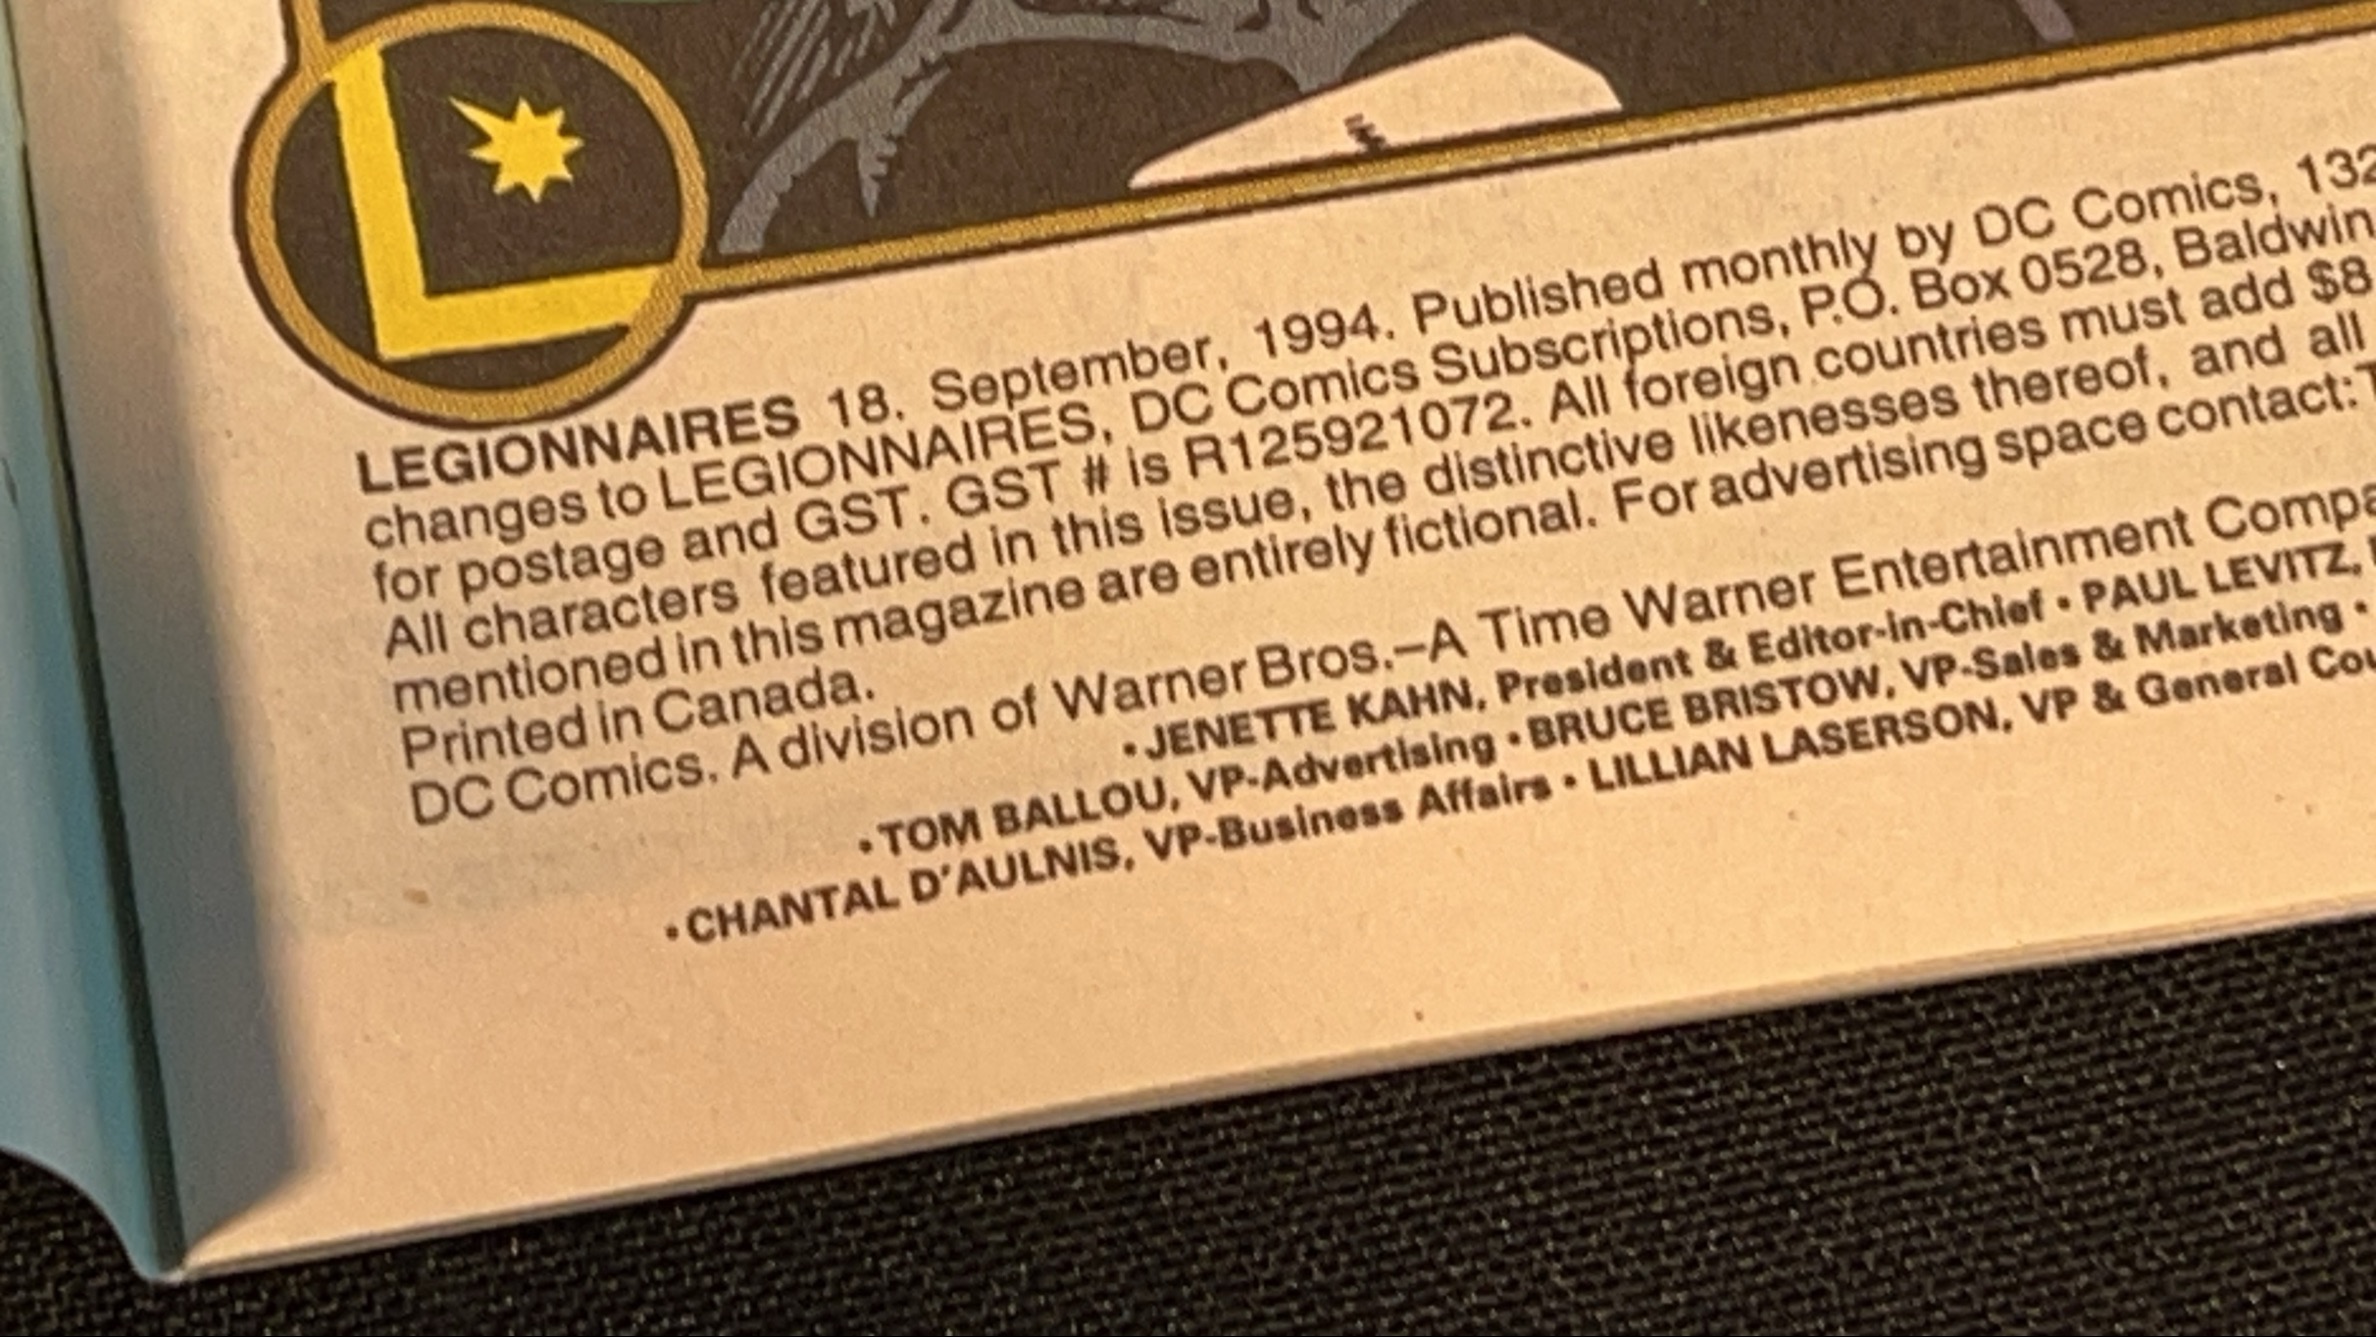 L
LEGIONNAIRES 18. September, 1994. Published monthly by DC Comics, 132
changes to LEGIONNAIRES, DC Comics Subscriptions, P.O. Box 0528, Baldwin
for postage and GST. GST # is R125921072. All foreign countries must add $8
All characters featured in this issue, the distinctive likenesses thereof, and all
mentioned in this magazine are entirely fictional. For advertising space contact: T
Printed in Canada.
DC Comics. A division of Warner Bros.–A Time Warner Entertainment Compa
•JENETTE KAHN, President & Editor-in-Chief • PAUL LEVITZ,
•TOM BALLOU, VP-Advertising •BRUCE BRISTOW, VP-Sales & Marketing •
•CHANTAL D'AULNIS, VP-Business Affairs • LILLIAN LASERSON, VP & General Cou